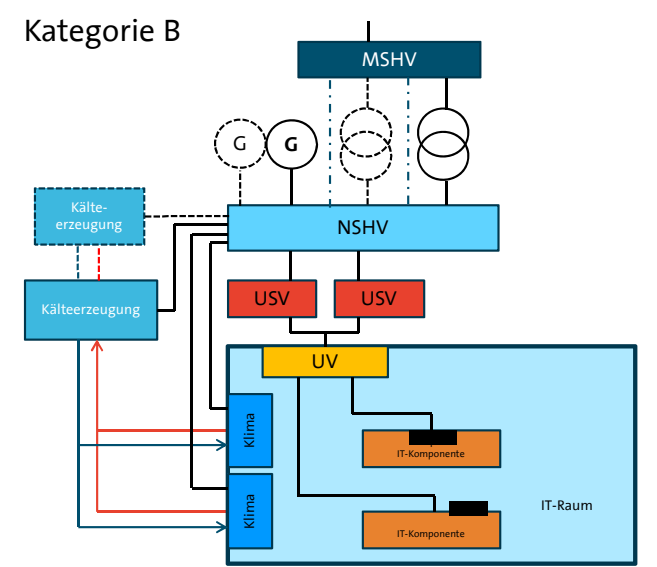 Kategorie B
MSHV
G
G
Kälte-
erzeugung
NSHV
Kälteerzeugung
USV
USV
UV
Klima
IT-Komponente
Klima
IT-Raum
IT-Komponente